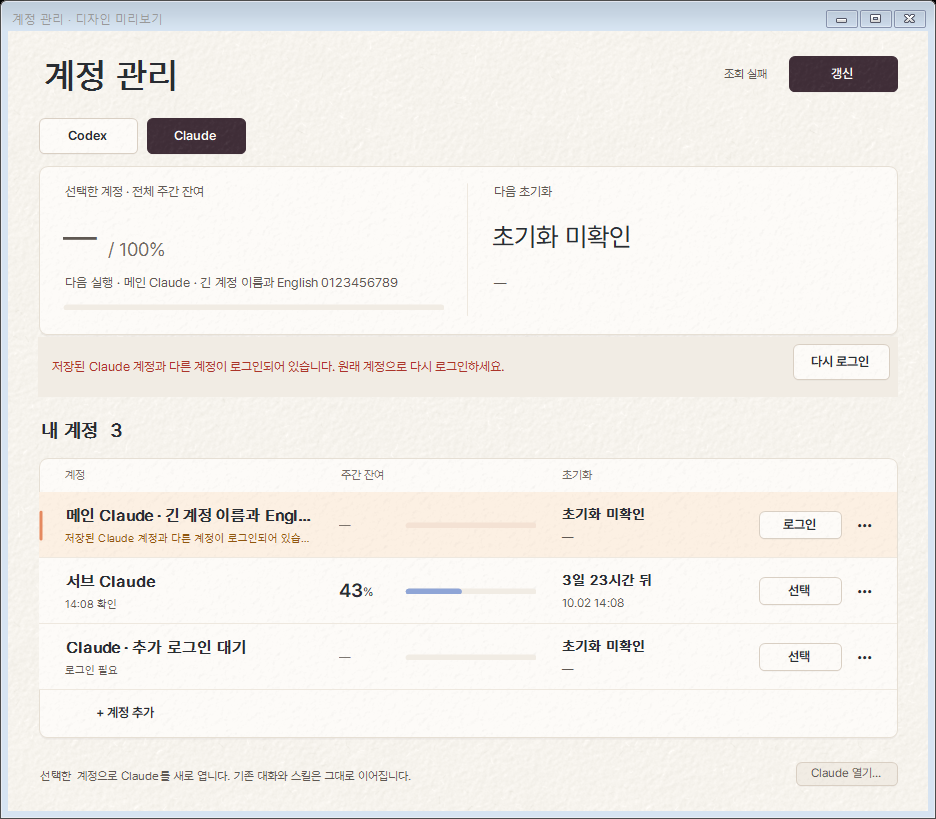 계정 관리 · 디자인 미리보기
계정 관리
조회 실패
갱신
Codex
Claude
선택한 계정 · 전체 주간 잔여
다음 초기화
— / 100%
초기화 미확인
다음 실행 · 메인 Claude · 긴 계정 이름과 English 0123456789
—
저장된 Claude 계정과 다른 계정이 로그인되어 있습니다. 원래 계정으로 다시 로그인하세요.
다시 로그인
내 계정 3
계정
주간 잔여
초기화
메인 Claude · 긴 계정 이름과 Engl...
저장된 Claude 계정과 다른 계정이 로그인되어 있습...
—
초기화 미확인
—
로그인
...
서브 Claude
14:08 확인
43%
3일 23시간 뒤
10.02 14:08
선택
...
Claude · 추가 로그인 대기
로그인 필요
—
초기화 미확인
—
선택
...
+ 계정 추가
선택한 계정으로 Claude를 새로 엽니다. 기존 대화와 스킬은 그대로 이어집니다.
Claude 열기...